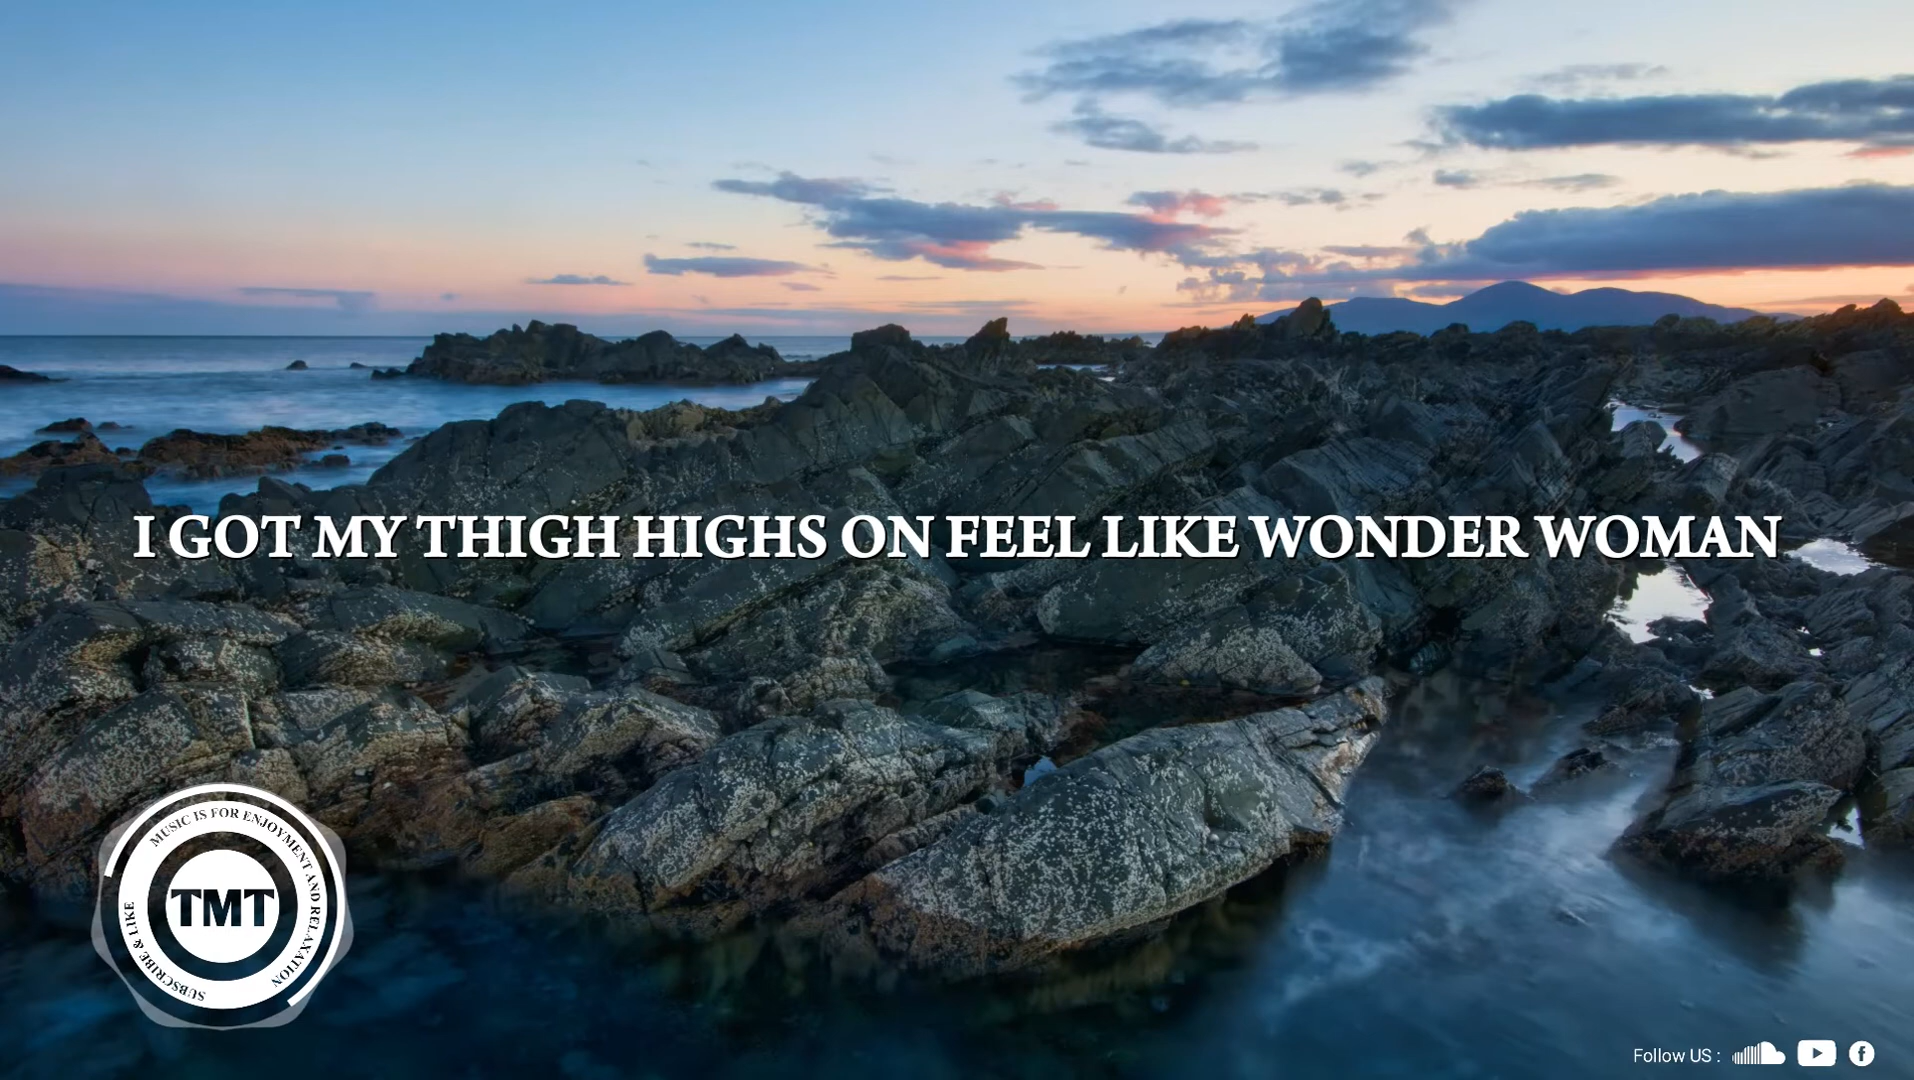 I GOT MY THIGH HIGHS ON FEEL LIKE WONDER WOMAN
MUSIC IS FOR ENJOYMENT AND RELAXATION
TMT
SUBSCRIBE & LIKE
Follow US :